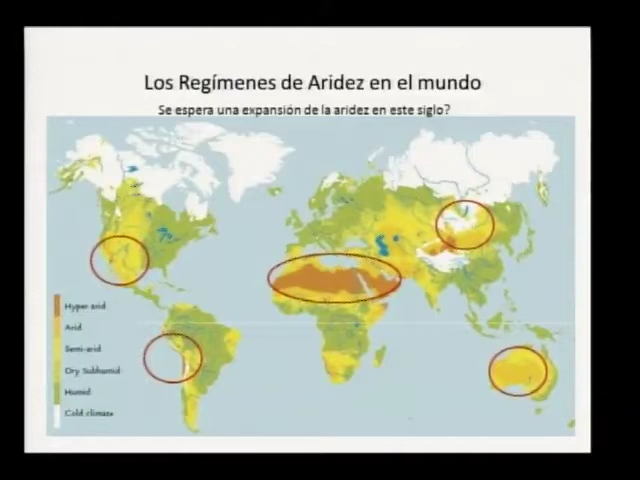 Los Regímenes de Aridez en el mundo
Se espera una expansión de la aridez en este siglo?
Hyper arid
Arid
Semi-arid
Dry Subhumid
Humid
Cold climate